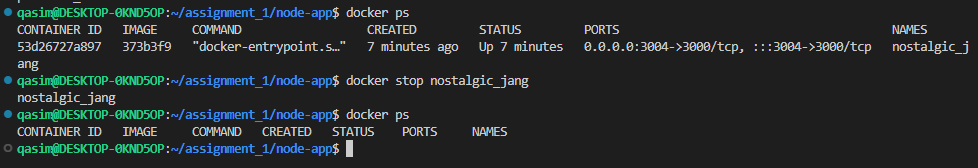 qasim@DESKTOP-0KND5OP:~/assignment_1/node-app$ docker ps
CONTAINER ID   IMAGE     COMMAND                  CREATED         STATUS         PORTS                                       NAMES
53d26727a897   373b3f9   "docker-entrypoint.s…"   7 minutes ago   Up 7 minutes   0.0.0.0:3004->3000/tcp, :::3004->3000/tcp   nostalgic_j
ang
qasim@DESKTOP-0KND5OP:~/assignment_1/node-app$ docker stop nostalgic_jang
nostalgic_jang
qasim@DESKTOP-0KND5OP:~/assignment_1/node-app$ docker ps
CONTAINER ID   IMAGE     COMMAND   CREATED   STATUS    PORTS     NAMES
qasim@DESKTOP-0KND5OP:~/assignment_1/node-app$